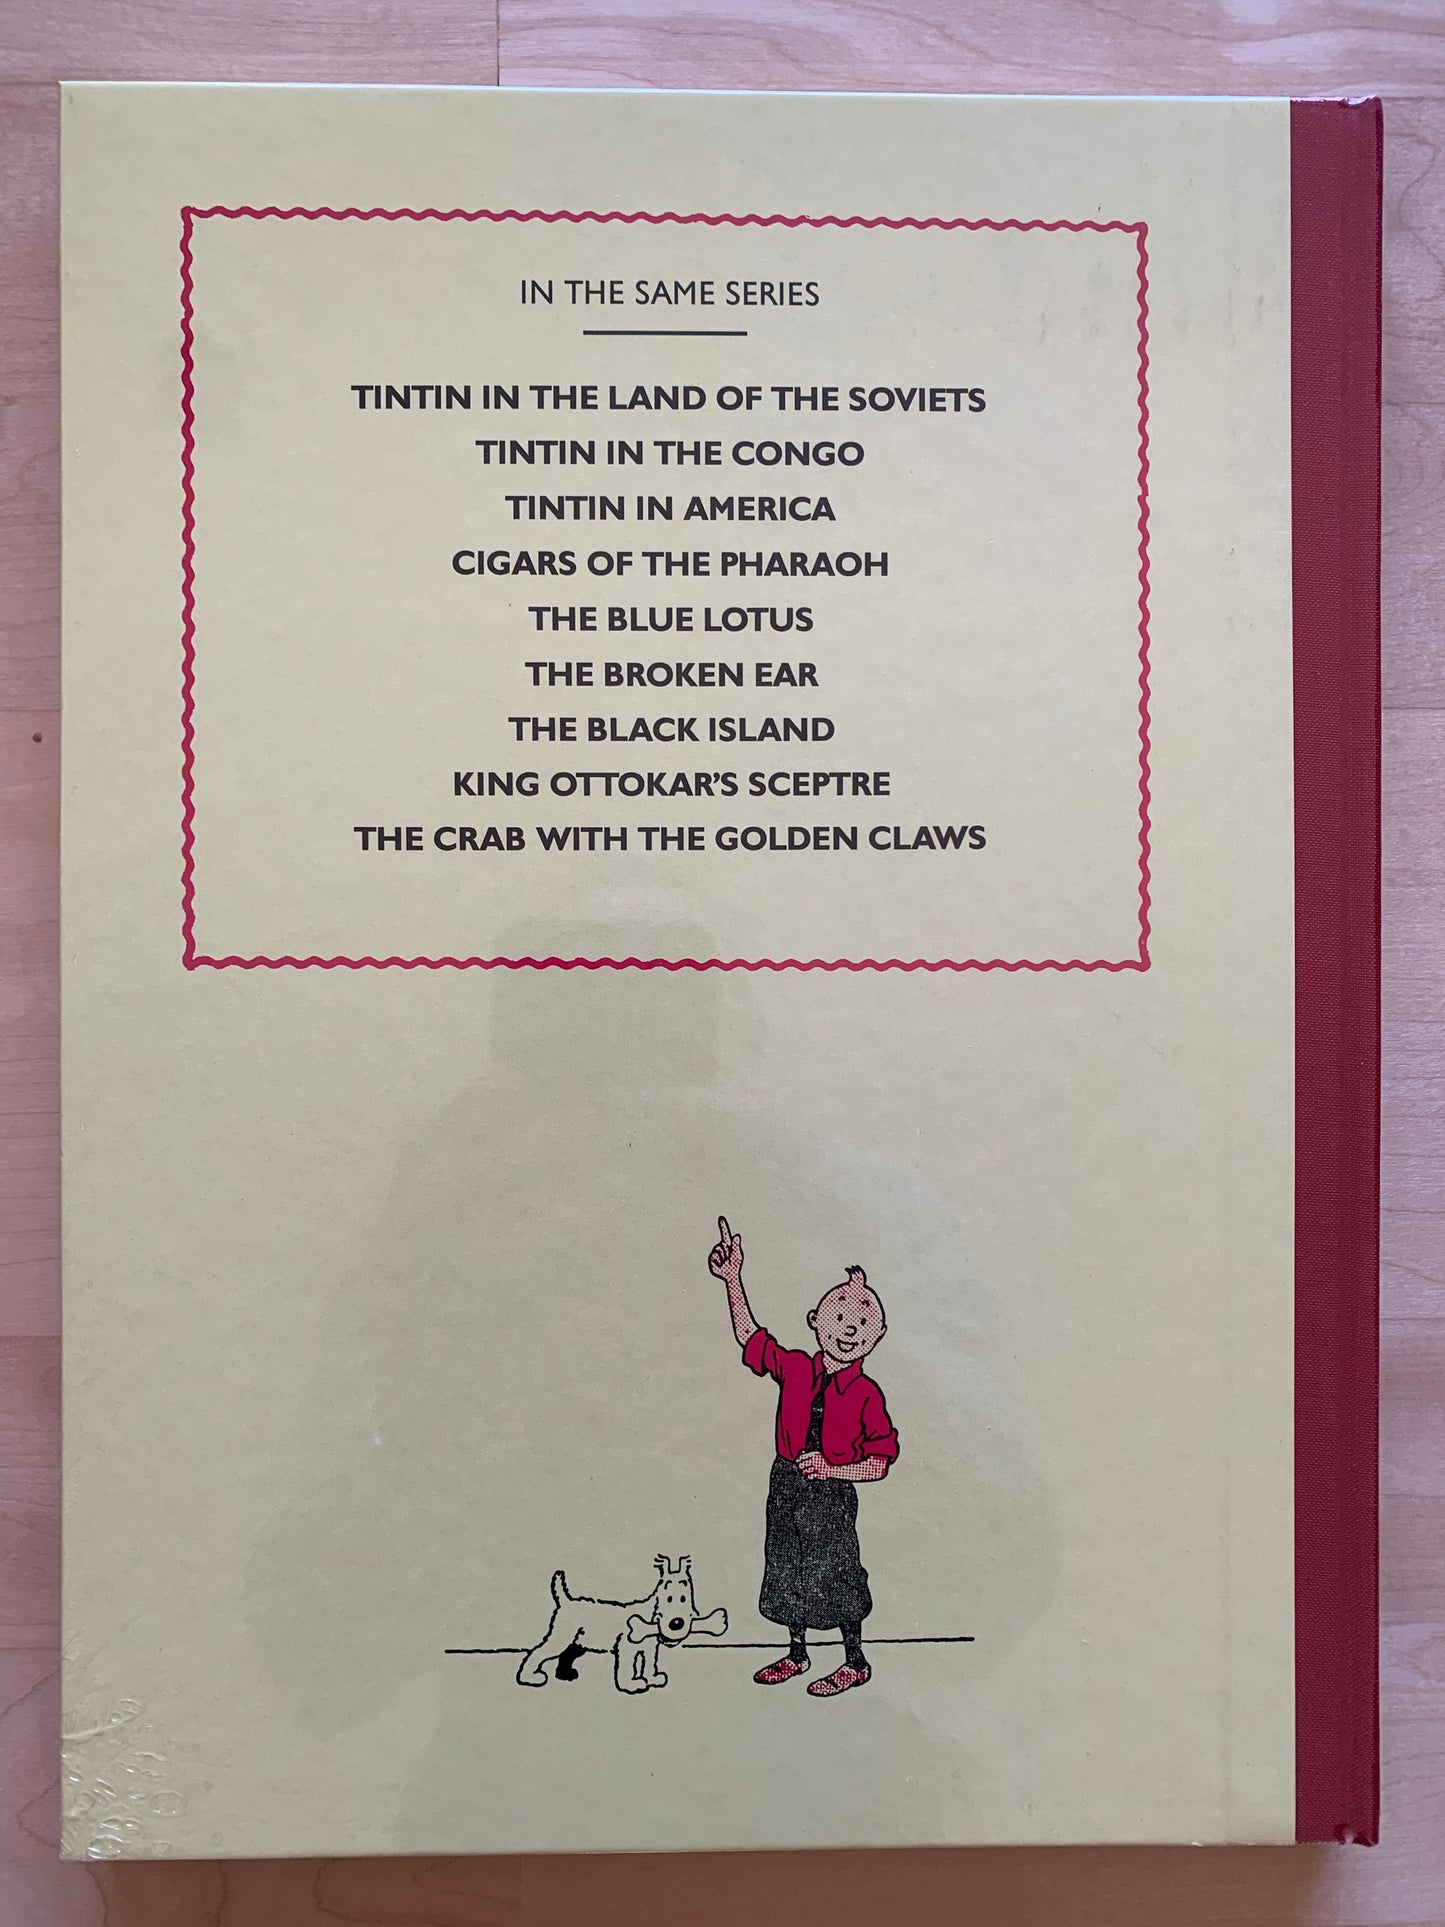 IN THE SAME SERIES
TINTIN IN THE LAND OF THE SOVIETS
TINTIN IN THE CONGO
TINTIN IN AMERICA
CIGARS OF THE PHARAOH
THE BLUE LOTUS
THE BROKEN EAR
THE BLACK ISLAND
KING OTTOKAR’S SCEPTRE
THE CRAB WITH THE GOLDEN CLAWS